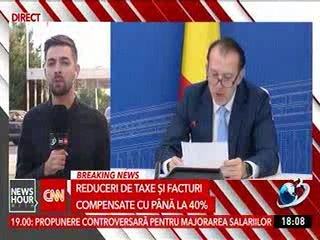 DIRECT
BREAKING NEWS
NEWS HOUR
CNN
REDUCERI DE TAXE ȘI FACTURI
COMPENSATE CU PÂNĂ LA 40%
19.00: PROPUNERE CONTROVERSATĂ PENTRU MAJORAREA SALARIILOR
18:08